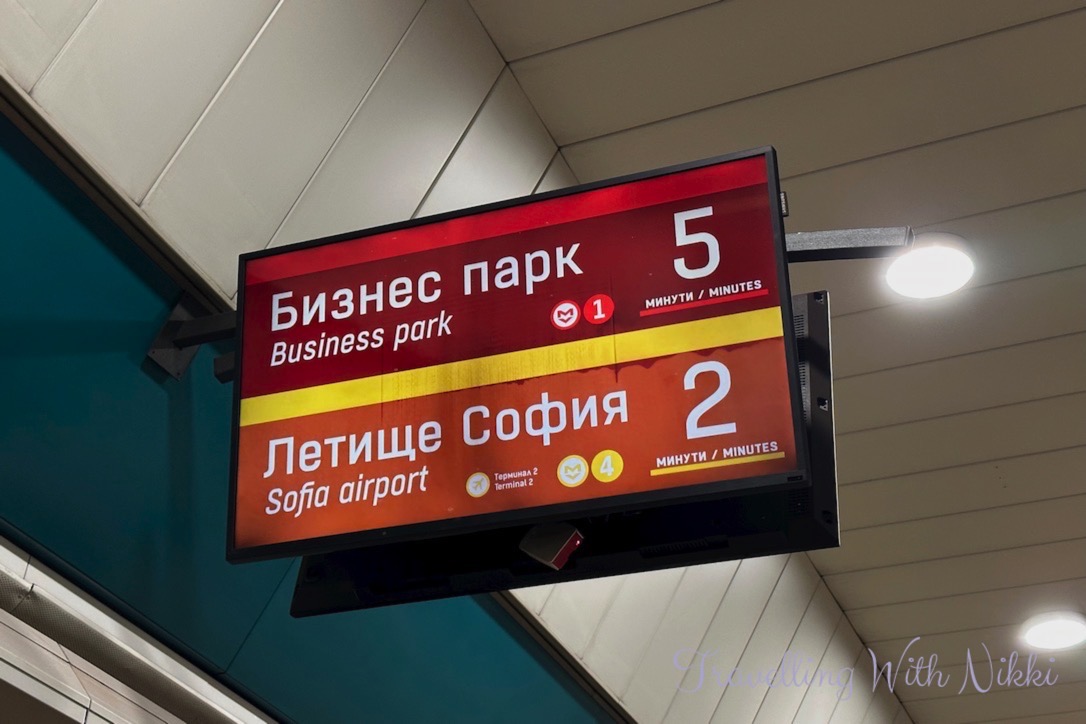 Бизнес парк
Business park
1
5
МИНУТИ / MINUTES
Летище София
Sofia airport
Терминал 2
Terminal 2
4
2
МИНУТИ / MINUTES
Travelling With Nikki